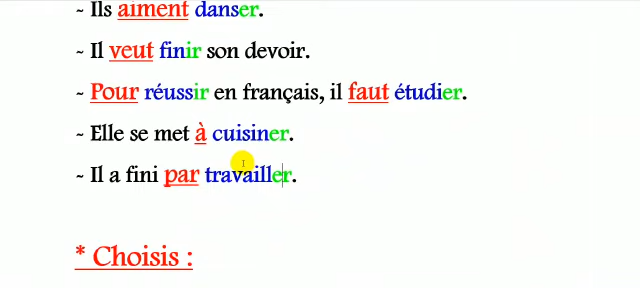 ~ Ils aiment danser.
~ Il veut finir son devoir.
~ Pour réussir en français, il faut étudier.
~ Elle se met à cuisiner.
~ Il a fini par travailler.
* Choisis :